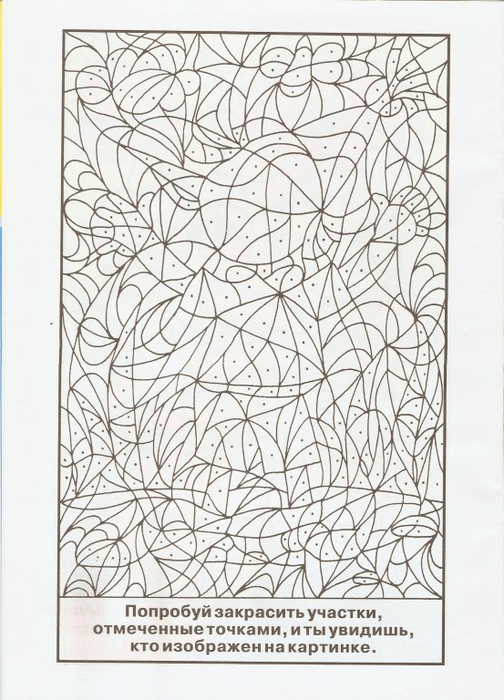 Попробуй закрасить участки,
отмеченные точками, и ты увидишь,
кто изображен на картинке.